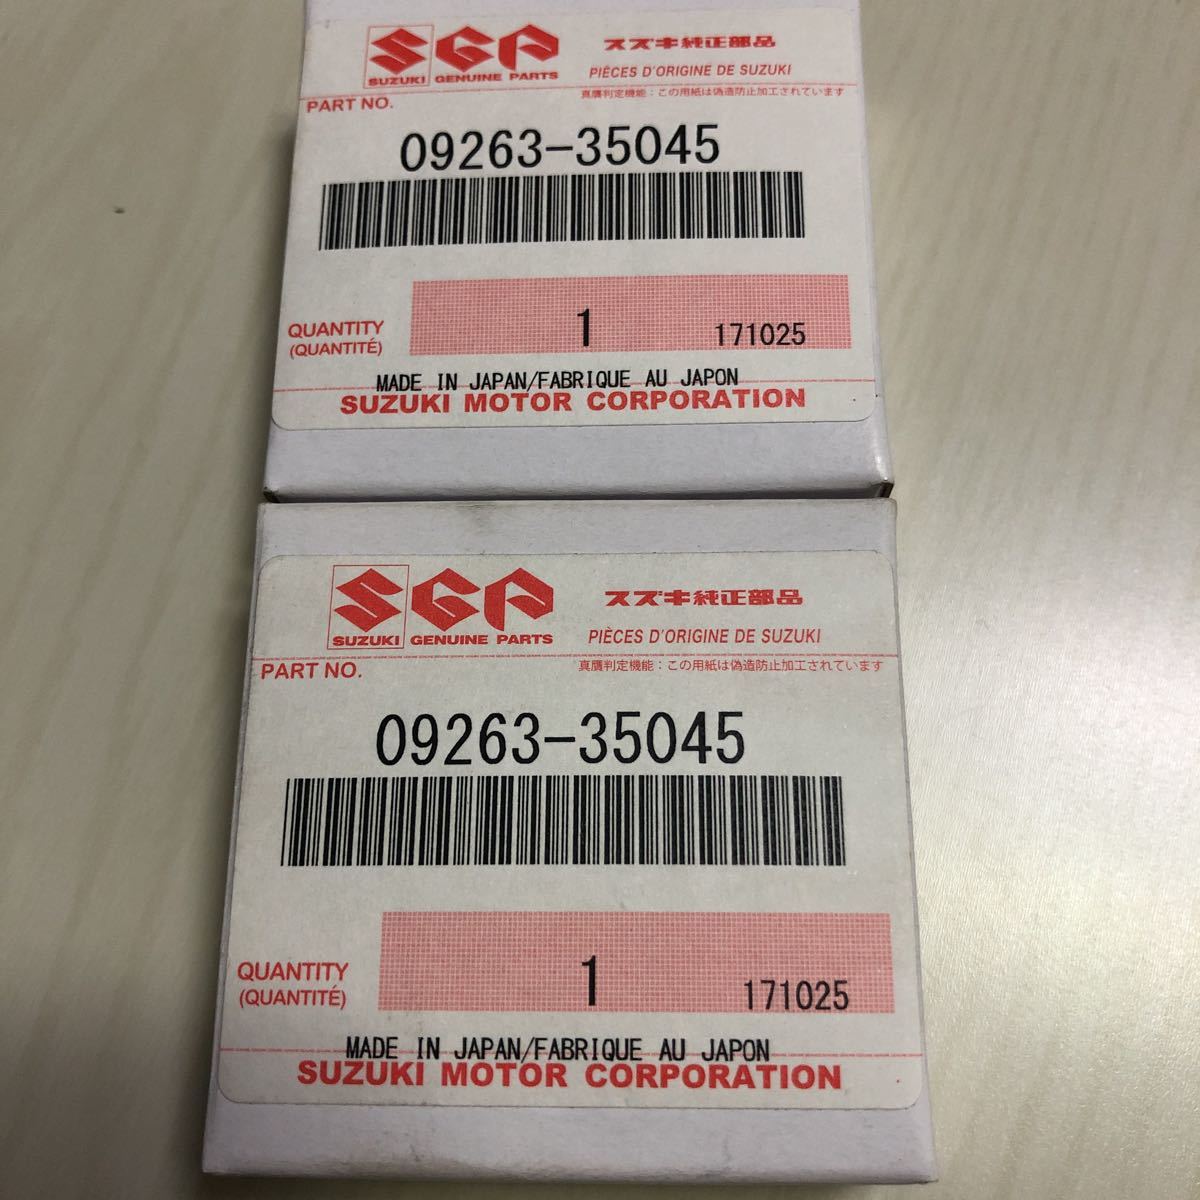 SGP
スズキ純正部品
SUZUKI GENUINE PARTS
PIÈCES D'ORIGINE DE SUZUKI
PART NO.
真贋判定機能:この用紙は偽造防止加工されています
09263-35045
QUANTITY
(QUANTITÉ)
1
171025
MADE IN JAPAN/FABRIQUE AU JAPON
SUZUKI MOTOR CORPORATION
SGP
スズキ純正部品
SUZUKI GENUINE PARTS
PIÈCES D'ORIGINE DE SUZUKI
PART NO.
真贋判定機能:この用紙は偽造防止加工されています
09263-35045
QUANTITY
(QUANTITÉ)
1
171025
MADE IN JAPAN/FABRIQUE AU JAPON
SUZUKI MOTOR CORPORATION